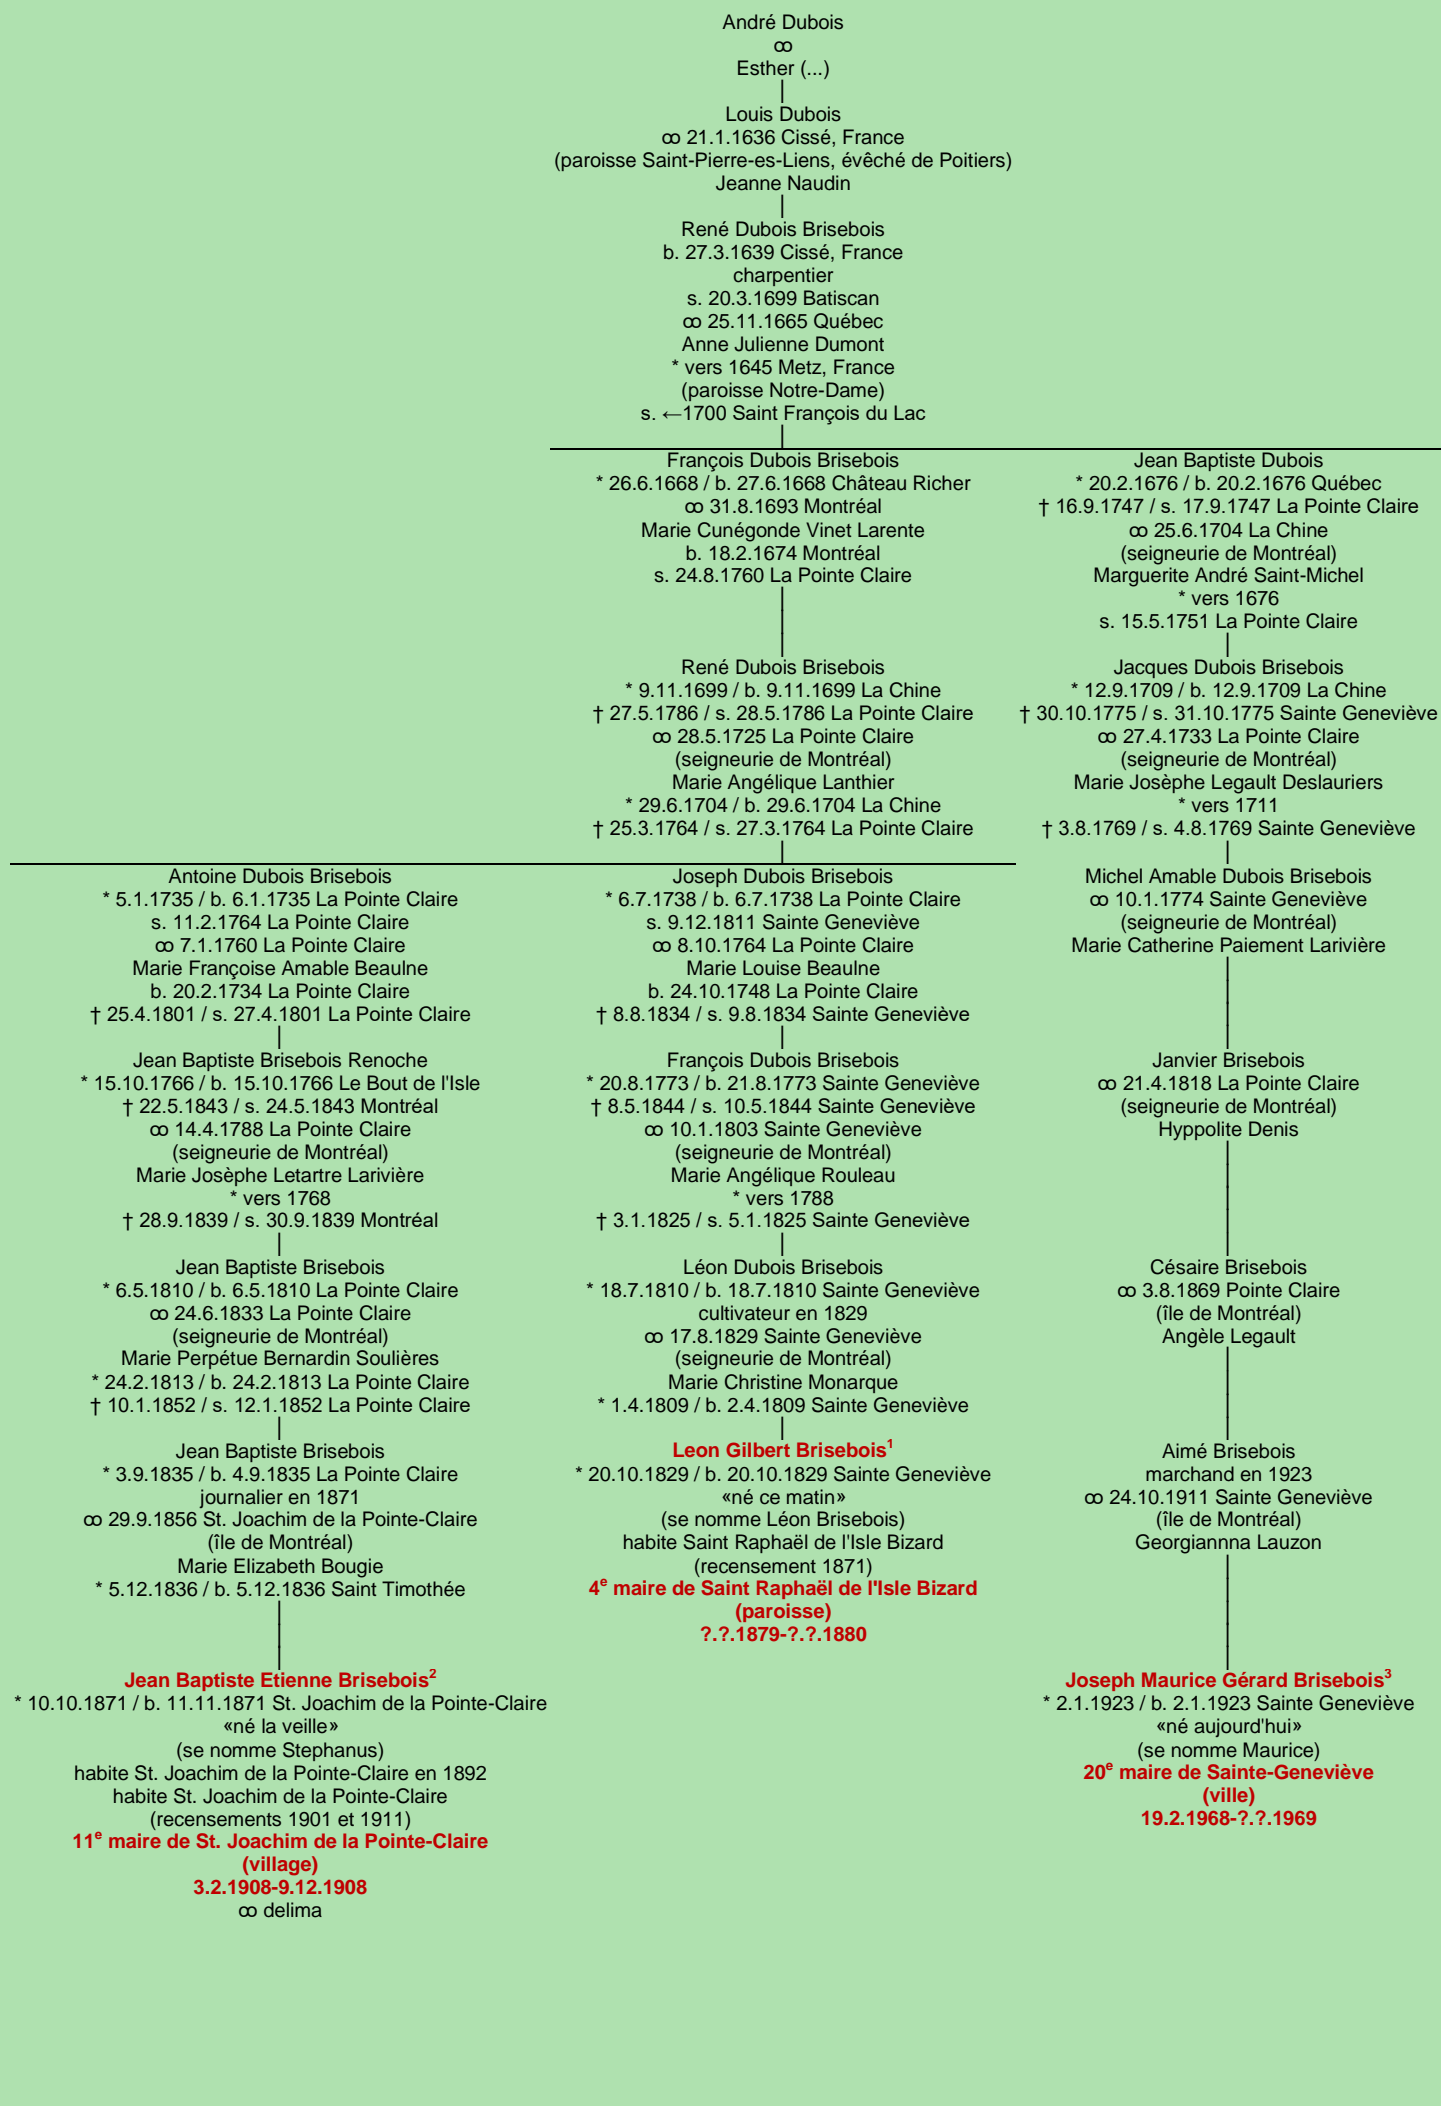 André Dubois
ꝏ
Esther (...)
Louis Dubois
ꝏ 21.1.1636 Cissé, France
(paroisse Saint-Pierre-es-Liens, évêché de Poitiers)
Jeanne Naudin
René Dubois Brisebois
b. 27.3.1639 Cissé, France
charpentier
s. 20.3.1699 Batiscan
ꝏ 25.11.1665 Québec
Anne Julienne Dumont
* vers 1645 Metz, France
(paroisse Notre-Dame)
s. ←1700 Saint François du Lac
François Dubois Brisebois
* 26.6.1668 / b. 27.6.1668 Château Richer
ꝏ 31.8.1693 Montréal
Marie Cunégonde Vinet Larente
b. 18.2.1674 Montréal
s. 24.8.1760 La Pointe Claire
Jean Baptiste Dubois
* 20.2.1676 / b. 20.2.1676 Québec
† 16.9.1747 / s. 17.9.1747 La Pointe Claire
ꝏ 25.6.1704 La Chine
(seigneurie de Montréal)
Marguerite André Saint-Michel
* vers 1676
s. 15.5.1751 La Pointe Claire
René Dubois Brisebois
* 9.11.1699 / b. 9.11.1699 La Chine
† 27.5.1786 / s. 28.5.1786 La Pointe Claire
ꝏ 28.5.1725 La Pointe Claire
(seigneurie de Montréal)
Marie Angélique Lanthier
* 29.6.1704 / b. 29.6.1704 La Chine
† 25.3.1764 / s. 27.3.1764 La Pointe Claire
Jacques Dubois Brisebois
* 12.9.1709 / b. 12.9.1709 La Chine
† 30.10.1775 / s. 31.10.1775 Sainte Geneviève
ꝏ 27.4.1733 La Pointe Claire
(seigneurie de Montréal)
Marie Josèphe Legault Deslauriers
* vers 1711
† 3.8.1769 / s. 4.8.1769 Sainte Geneviève
Antoine Dubois Brisebois
* 5.1.1735 / b. 6.1.1735 La Pointe Claire
s. 11.2.1764 La Pointe Claire
ꝏ 7.1.1760 La Pointe Claire
Marie Françoise Amable Beaulne
b. 20.2.1734 La Pointe Claire
† 25.4.1801 / s. 27.4.1801 La Pointe Claire
Joseph Dubois Brisebois
* 6.7.1738 / b. 6.7.1738 La Pointe Claire
s. 9.12.1811 Sainte Geneviève
ꝏ 8.10.1764 La Pointe Claire
Marie Louise Beaulne
b. 24.10.1748 La Pointe Claire
† 8.8.1834 / s. 9.8.1834 Sainte Geneviève
Michel Amable Dubois Brisebois
ꝏ 10.1.1774 Sainte Geneviève
(seigneurie de Montréal)
Marie Catherine Paiement Larivière
Jean Baptiste Brisebois Renoche
* 15.10.1766 / b. 15.10.1766 Le Bout de l'Isle
† 22.5.1843 / s. 24.5.1843 Montréal
ꝏ 14.4.1788 La Pointe Claire
(seigneurie de Montréal)
Marie Josèphe Letartre Larivière
* vers 1768
† 28.9.1839 / s. 30.9.1839 Montréal
François Dubois Brisebois
* 20.8.1773 / b. 21.8.1773 Sainte Geneviève
† 8.5.1844 / s. 10.5.1844 Sainte Geneviève
ꝏ 10.1.1803 Sainte Geneviève
(seigneurie de Montréal)
Marie Angélique Rouleau
* vers 1788
† 3.1.1825 / s. 5.1.1825 Sainte Geneviève
Janvier Brisebois
ꝏ 21.4.1818 La Pointe Claire
(seigneurie de Montréal)
Hyppolite Denis
Jean Baptiste Brisebois
* 6.5.1810 / b. 6.5.1810 La Pointe Claire
ꝏ 24.6.1833 La Pointe Claire
(seigneurie de Montréal)
Marie Perpétue Bernardin Soulières
* 24.2.1813 / b. 24.2.1813 La Pointe Claire
† 10.1.1852 / s. 12.1.1852 La Pointe Claire
Léon Dubois Brisebois
* 18.7.1810 / b. 18.7.1810 Sainte Geneviève
cultivateur en 1829
ꝏ 17.8.1829 Sainte Geneviève
(seigneurie de Montréal)
Marie Christine Monarque
* 1.4.1809 / b. 2.4.1809 Sainte Geneviève
Césaire Brisebois
ꝏ 3.8.1869 Pointe Claire
(île de Montréal)
Angèle Legault
Jean Baptiste Brisebois
* 3.9.1835 / b. 4.9.1835 La Pointe Claire
journalier en 1871
ꝏ 29.9.1856 St. Joachim de la Pointe-Claire
(île de Montréal)
Marie Elizabeth Bougie
* 5.12.1836 / b. 5.12.1836 Saint Timothée
Leon Gilbert Brisebois¹
* 20.10.1829 / b. 20.10.1829 Sainte Geneviève
«né ce matin»
(se nomme Léon Brisebois)
habite Saint Raphaël de l'Isle Bizard
(recensement 1871)
4e maire de Saint Raphaël de l'Isle Bizard
(paroisse)
?.?.1879-?.?.1880
Aimé Brisebois
marchand en 1923
ꝏ 24.10.1911 Sainte Geneviève
(île de Montréal)
Georgiannna Lauzon
Jean Baptiste Etienne Brisebois²
* 10.10.1871 / b. 11.11.1871 St. Joachim de la Pointe-Claire
«né la veille»
(se nomme Stephanus)
habite St. Joachim de la Pointe-Claire en 1892
habite St. Joachim de la Pointe-Claire
(recensements 1901 et 1911)
11e maire de St. Joachim de la Pointe-Claire
(village)
3.2.1908-9.12.1908
ꝏ delima
Joseph Maurice Gérard Brisebois³
* 2.1.1923 / b. 2.1.1923 Sainte Geneviève
«né aujourd'hui»
(se nomme Maurice)
20e maire de Sainte-Geneviève
(ville)
19.2.1968-?.?.1969